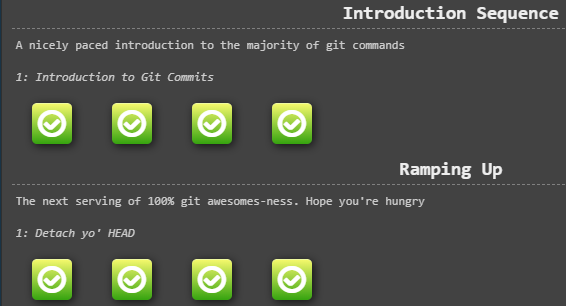 Introduction Sequence
A nicely paced introduction to the majority of git commands
1: Introduction to Git Commits
Ramping Up
The next serving of 100% git awesomes-ness. Hope you're hungry
1: Detach yo' HEAD